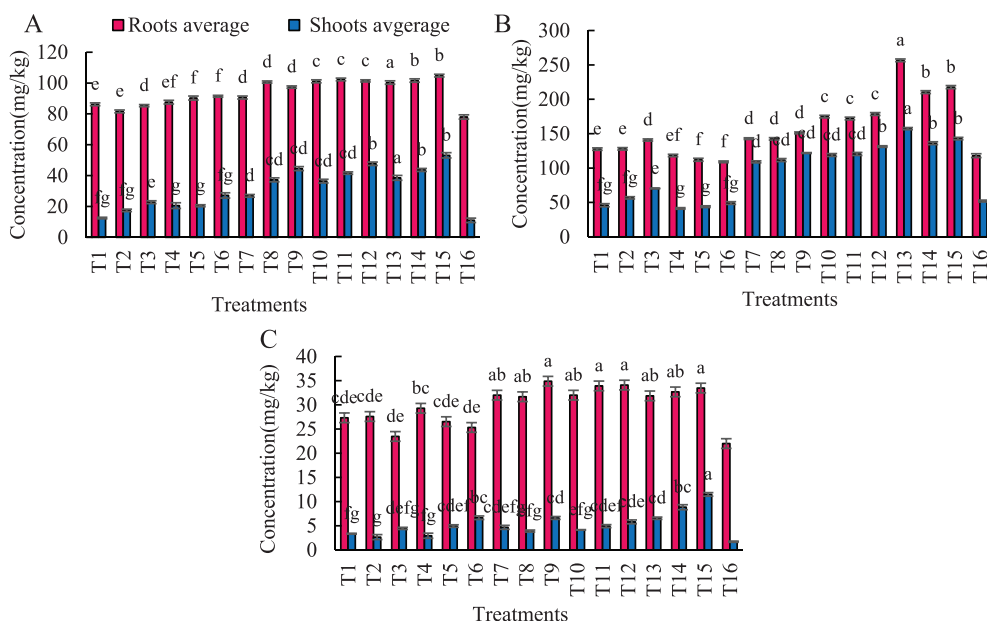 A
Roots average
Shoots avgerage
Concentration(mg/kg)
120
100
80
60
40
20
0
e e d ef f f d d d c c c a b b
fg fg e g g fg d cd cd cd cd b a cd b
T1 T2 T3 T4 T5 T6 T7 T8 T9 T10 T11 T12 T13 T14 T15 T16
Treatments
B
Concentration(mg/kg)
300
250
200
150
100
50
0
e e d ef f f d d d c c c a b b
fg fg e g g fg d cd cd cd cd b a b b
T1 T2 T3 T4 T5 T6 T7 T8 T9 T10 T11 T12 T13 T14 T15 T16
Treatments
C
Concentration(mg/kg)
40
35
30
25
20
15
10
5
0
cde cde de bc cde de ab ab a ab a a ab ab a
fg g defg fg cdef bc cdefg efg cd efg cdef cde cd bc a
T1 T2 T3 T4 T5 T6 T7 T8 T9 T10 T11 T12 T13 T14 T15 T16
Treatments